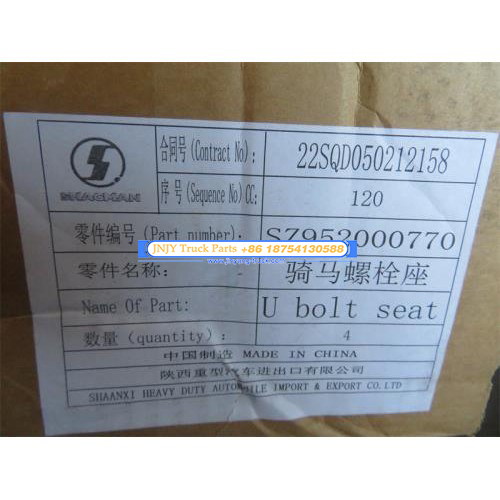 SHACMAN
合同号(Contract No): 22SQD050212158
序号(Sequence No)CC: 120
零件编号(Part number): SZ952000770
JNJY Truck Parts +86 18754130588
零件名称: 骑马螺栓座
Name Of Part: U bolt seat
数量(quantity): 4
中国制造 MADE IN CHINA
陕西重型汽车进出口有限公司
SHAANXI HEAVY DUTY AUTOMOBILE IMPORT & EXPORT CO.LTD